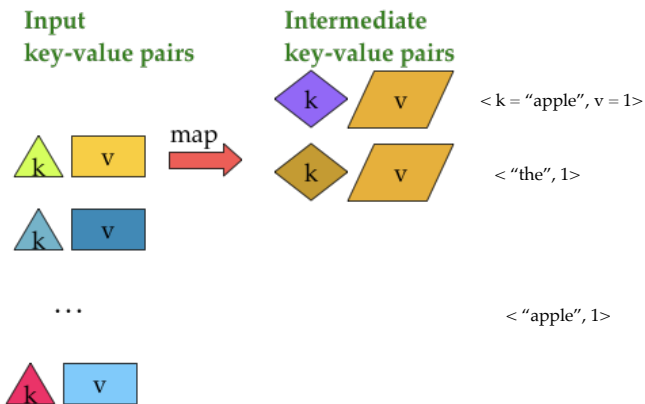 Input
key-value pairs
Intermediate
key-value pairs
k v < k = “apple”, v = 1>
k v map k v < “the”, 1>
k v
... < “apple”, 1>
k v